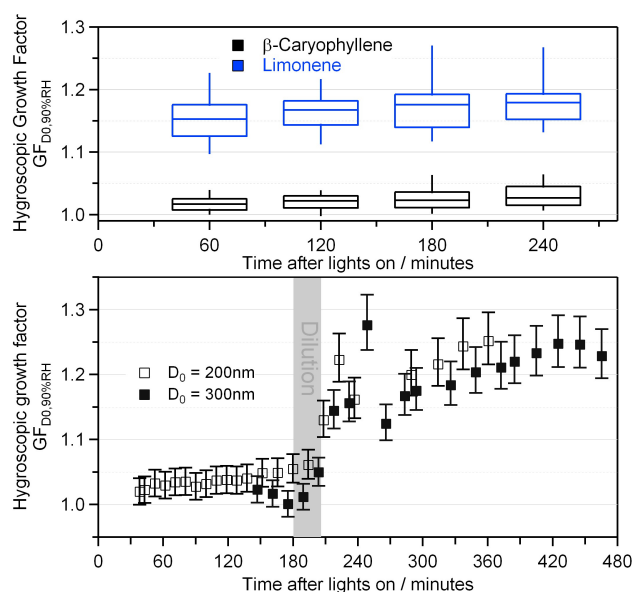 Hygroscopic Growth Factor
GF_D0,90%RH
1.3
1.2
1.1
1.0
β-Caryophyllene
Limonene
0 60 120 180 240
Time after lights on / minutes
Hygroscopic growth factor
GF_D0,90%RH
1.3
1.2
1.1
1.0
D₀ = 200nm
D₀ = 300nm
Dilution
0 60 120 180 240 300 360 420 480
Time after lights on / minutes